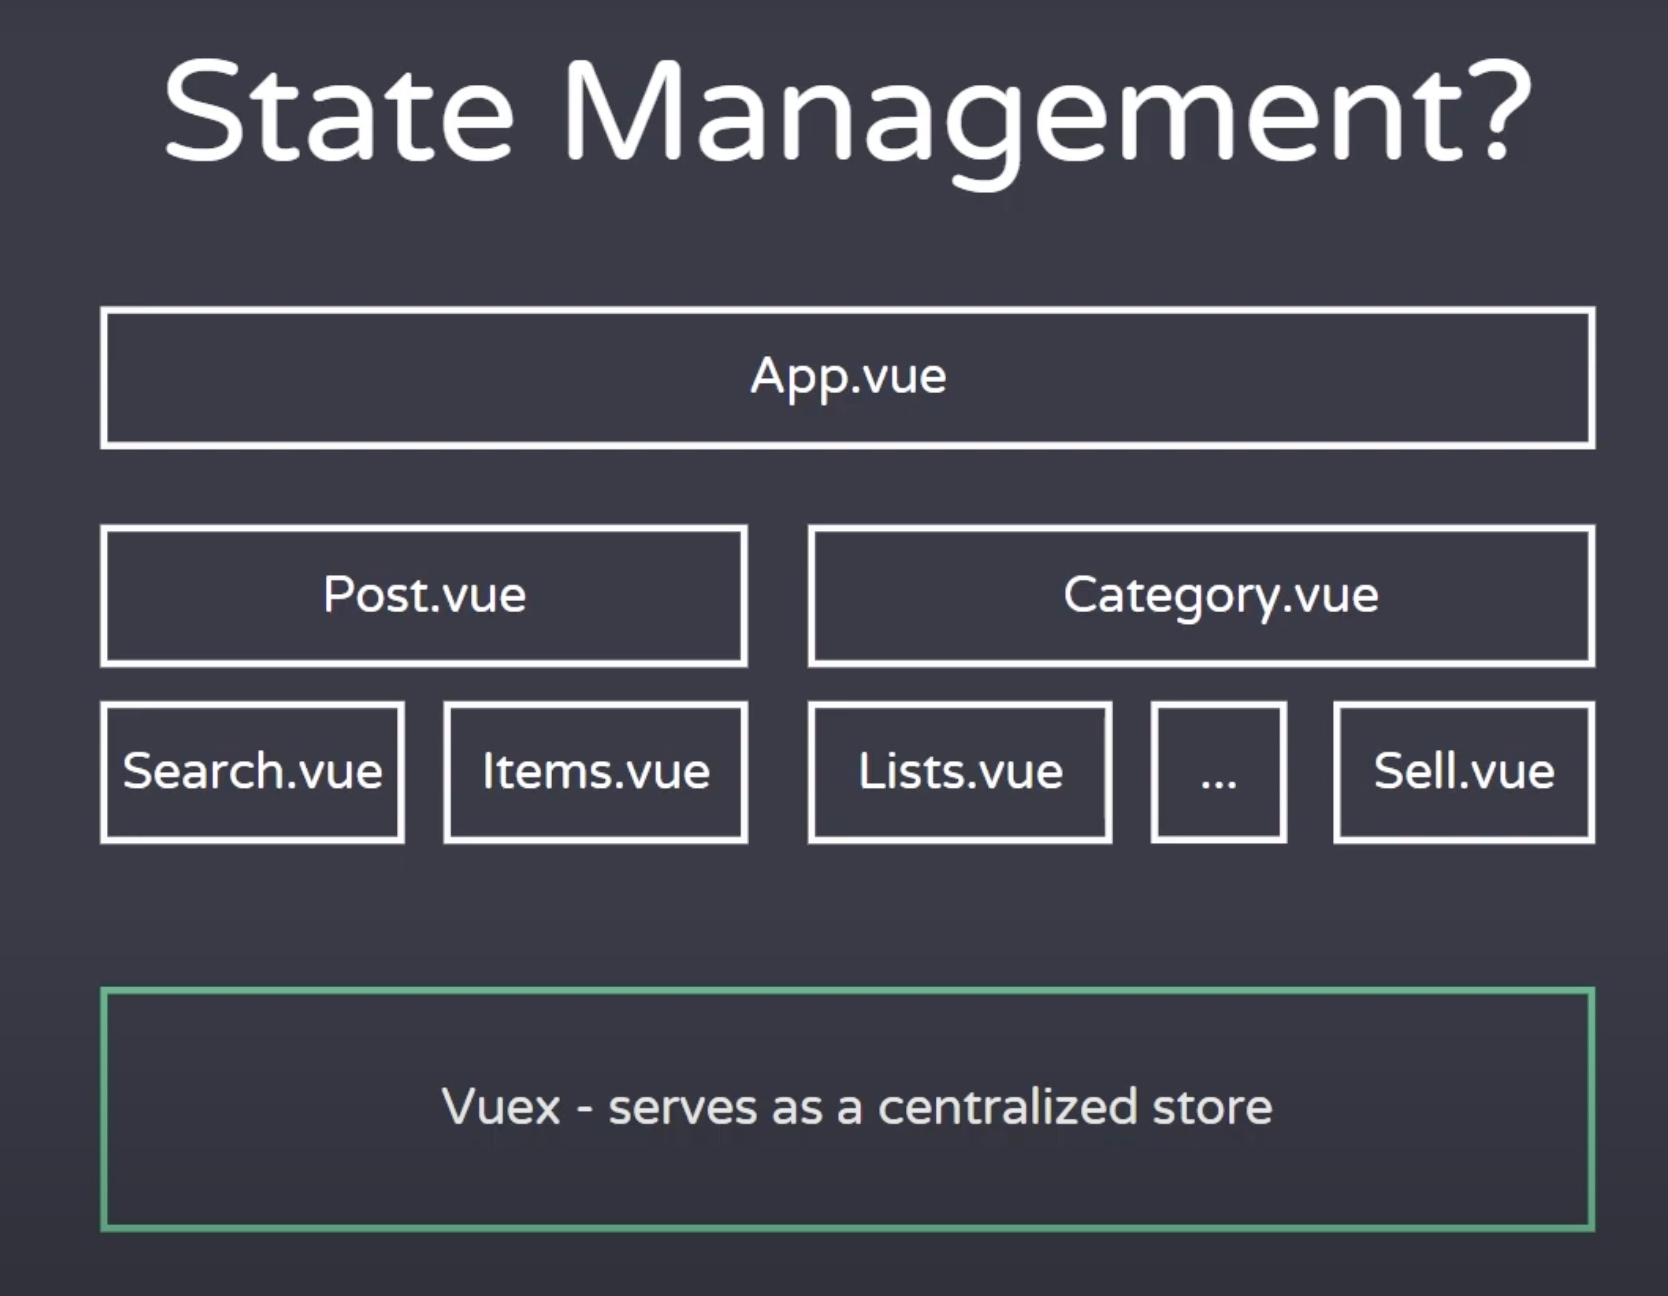 State Management?
App.vue
Post.vue
Category.vue
Search.vue
Items.vue
Lists.vue
...
Sell.vue
Vuex - serves as a centralized store